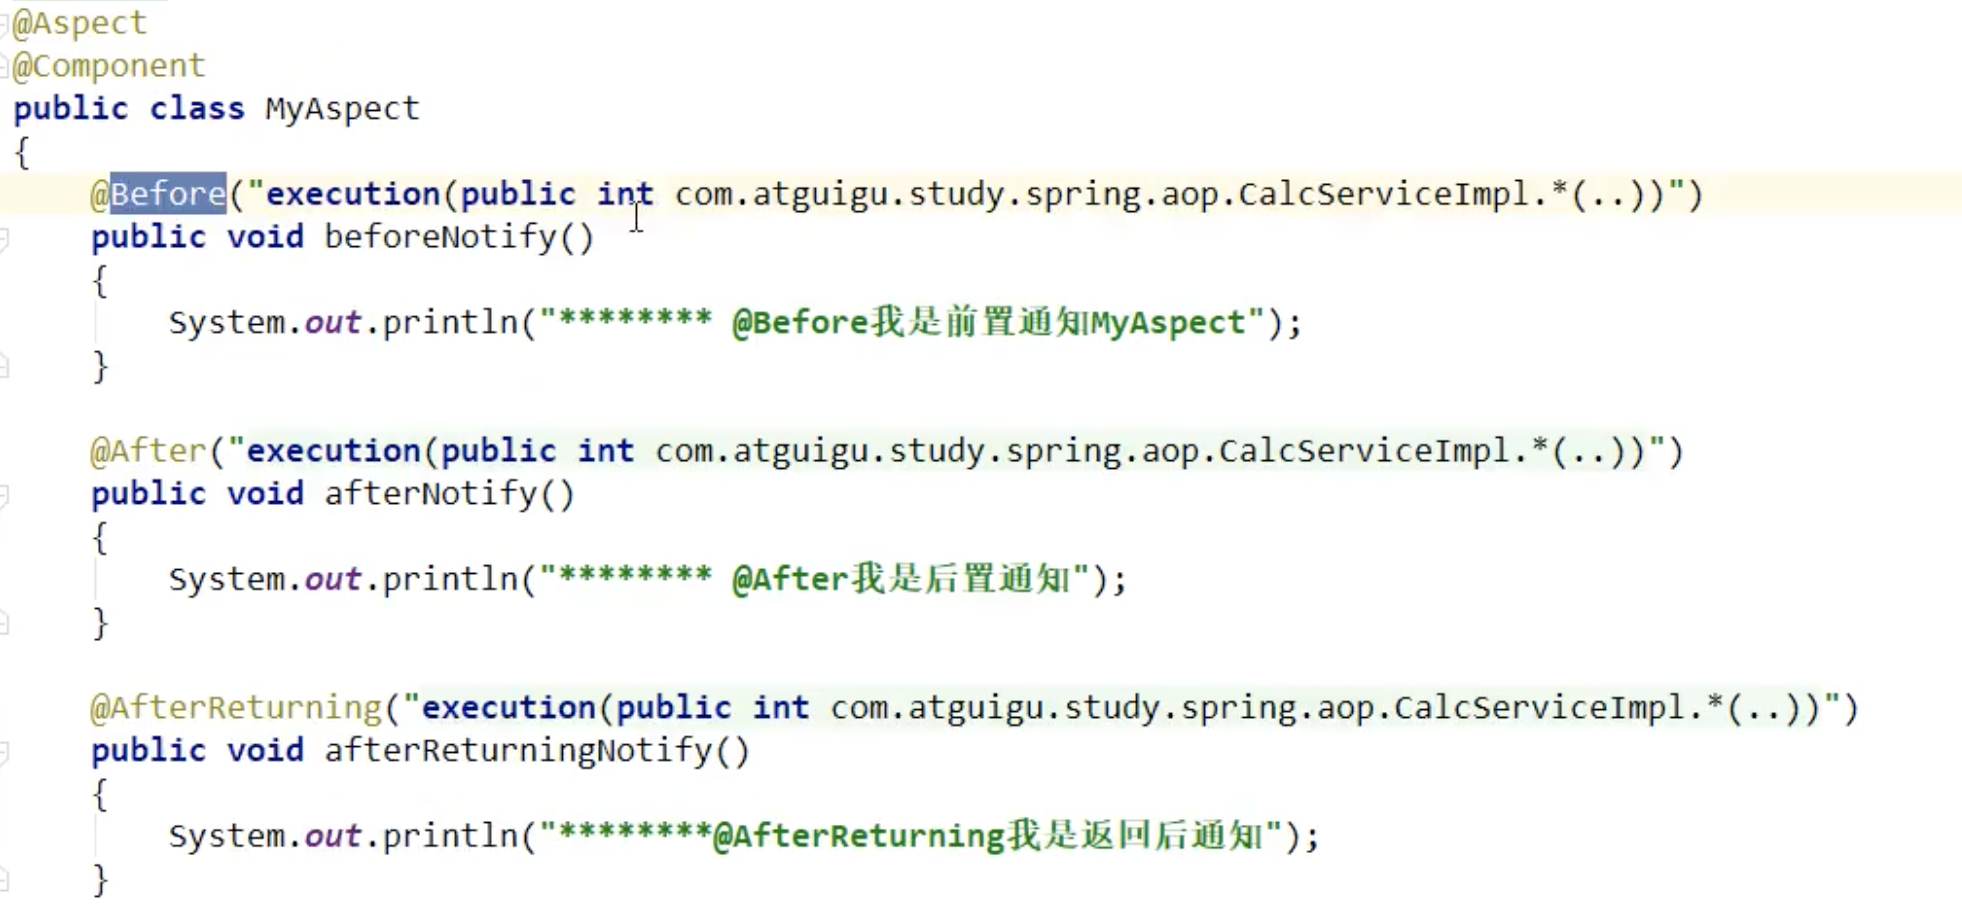 @Aspect
@Component
public class MyAspect
{
@Before("execution(public int com.atguigu.study.spring.aop.CalcServiceImpl.*(..))")
public void beforeNotify()
{
System.out.println("******** @Before我是前置通知MyAspect");
}
@After("execution(public int com.atguigu.study.spring.aop.CalcServiceImpl.*(..))")
public void afterNotify()
{
System.out.println("******** @After我是后置通知");
}
@AfterReturning("execution(public int com.atguigu.study.spring.aop.CalcServiceImpl.*(..))")
public void afterReturningNotify()
{
System.out.println("********@AfterReturning我是返回后通知");
}